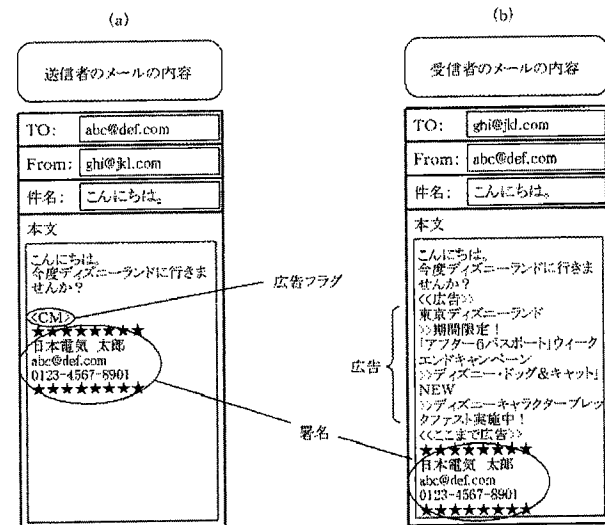 (a)
送信者のメールの内容
TO: abc@def.com
From: ghi@jkl.com
件名: こんにちは。
本文
こんにちは。
今度ディズニーランドに行きま
せんか?
<<CM>>
★★★★★★★★
日本電気 太郎
abc@def.com
0123-4567-8901
★★★★★★★★
広告フラグ
広告
署名
(b)
受信者のメールの内容
TO: ghi@jkl.com
From: abc@def.com
件名: こんにちは。
本文
こんにちは。
今度ディズニーランドに行きま
せんか?
<<広告>>
東京ディズニーランド
>>期間限定!
「アフター6パスポート」ウィーク
エンドキャンペーン
>>ディズニー・ドッグ&キャット」
NEW
>>ディズニーキャラクターブレッ
クファスト実施中!
<<ここまで広告>>
★★★★★★★★
日本電気 太郎
abc@def.com
0123-4567-8901
★★★★★★★★